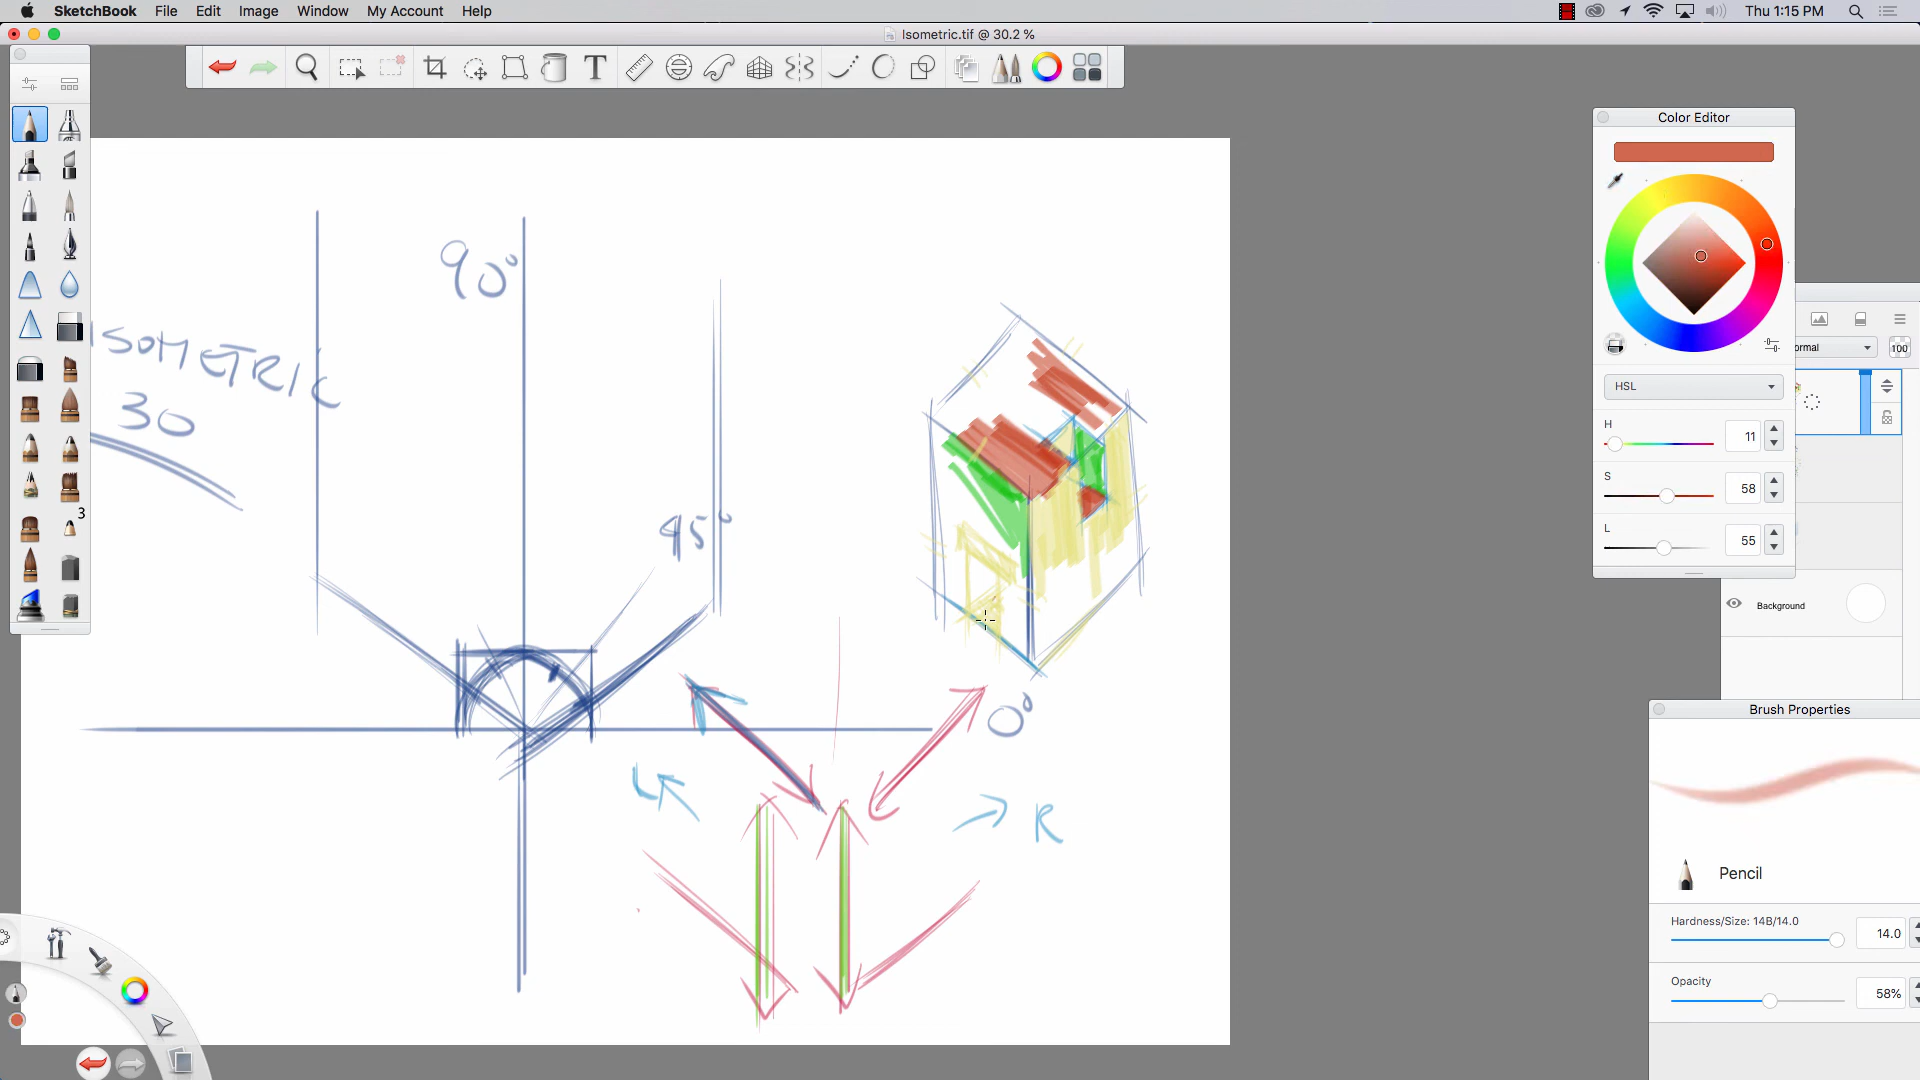 SketchBook File Edit Image Window My Account Help
Thu 1:15 PM
Isometric.tif @ 30.2 %
Color Editor
90°
ISOMETRIC
30
45°
0°
R
L
3
HSL
H 11
S 58
L 55
ormal
100
Background
Brush Properties
Pencil
Hardness/Size: 14B/14.0
14.0
Opacity
58%